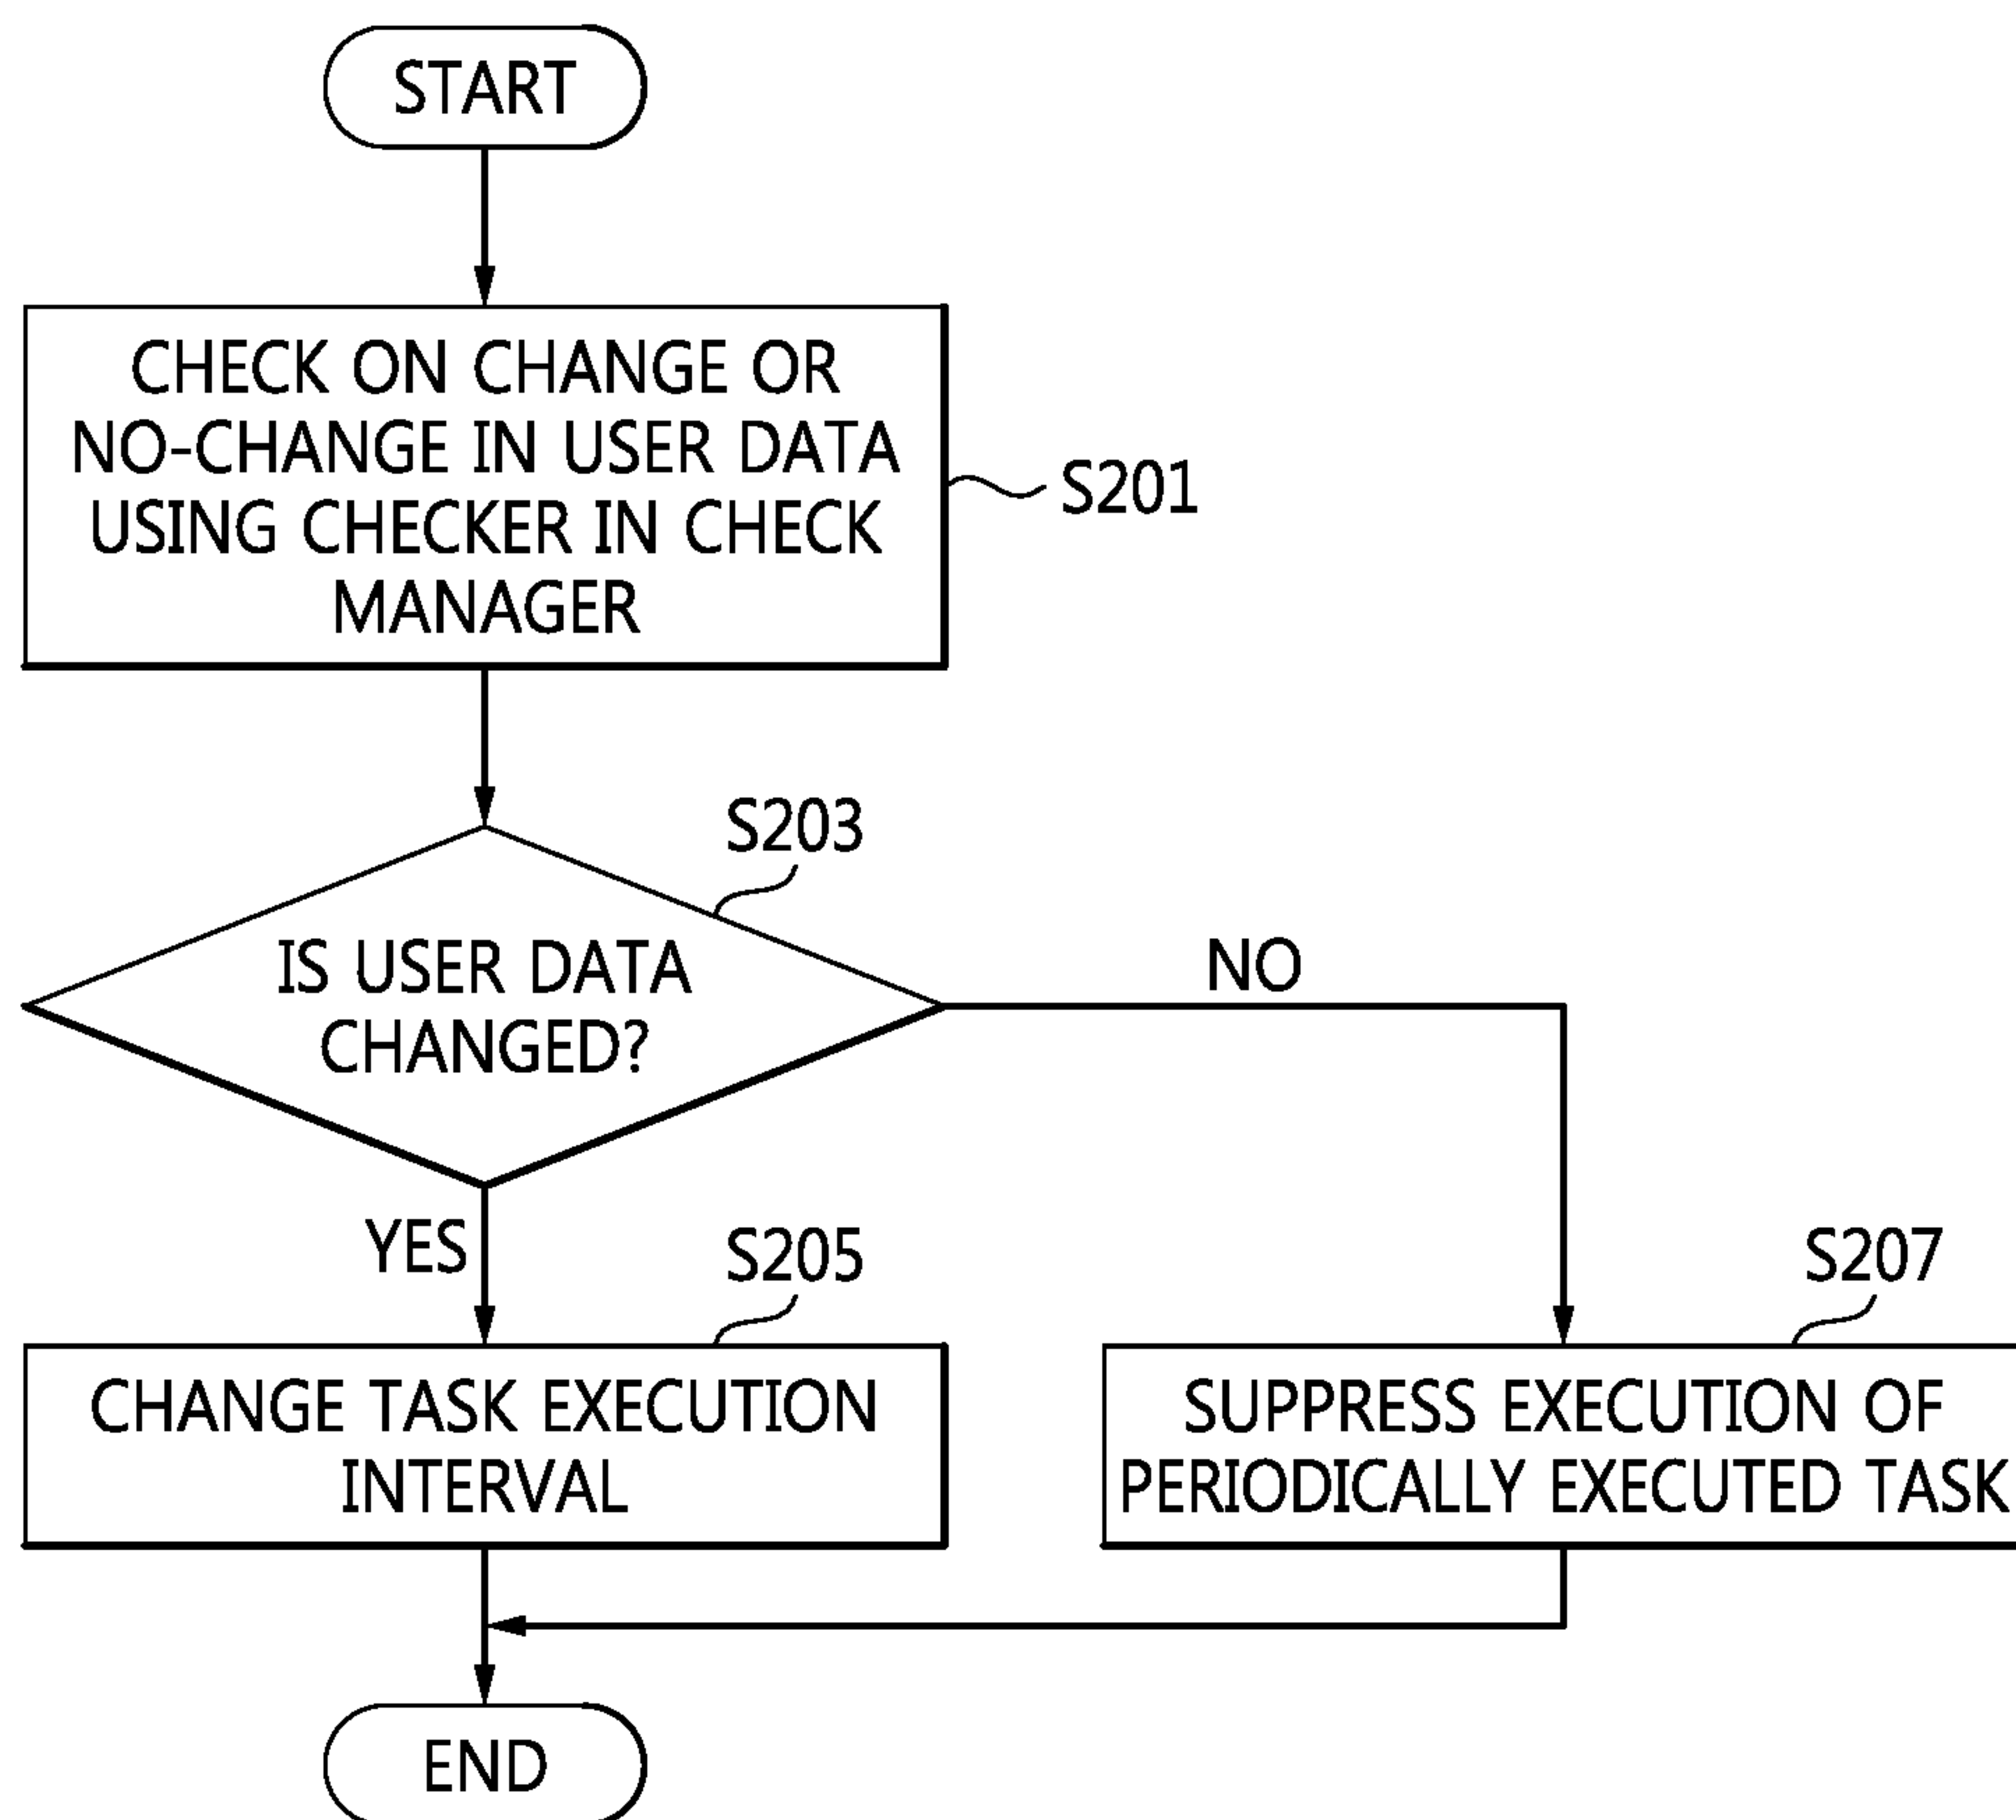 START
CHECK ON CHANGE OR
NO-CHANGE IN USER DATA
USING CHECKER IN CHECK
MANAGER
S201
S203
IS USER DATA
CHANGED?
NO
YES
S205
CHANGE TASK EXECUTION
INTERVAL
S207
SUPPRESS EXECUTION OF
PERIODICALLY EXECUTED TASK
END